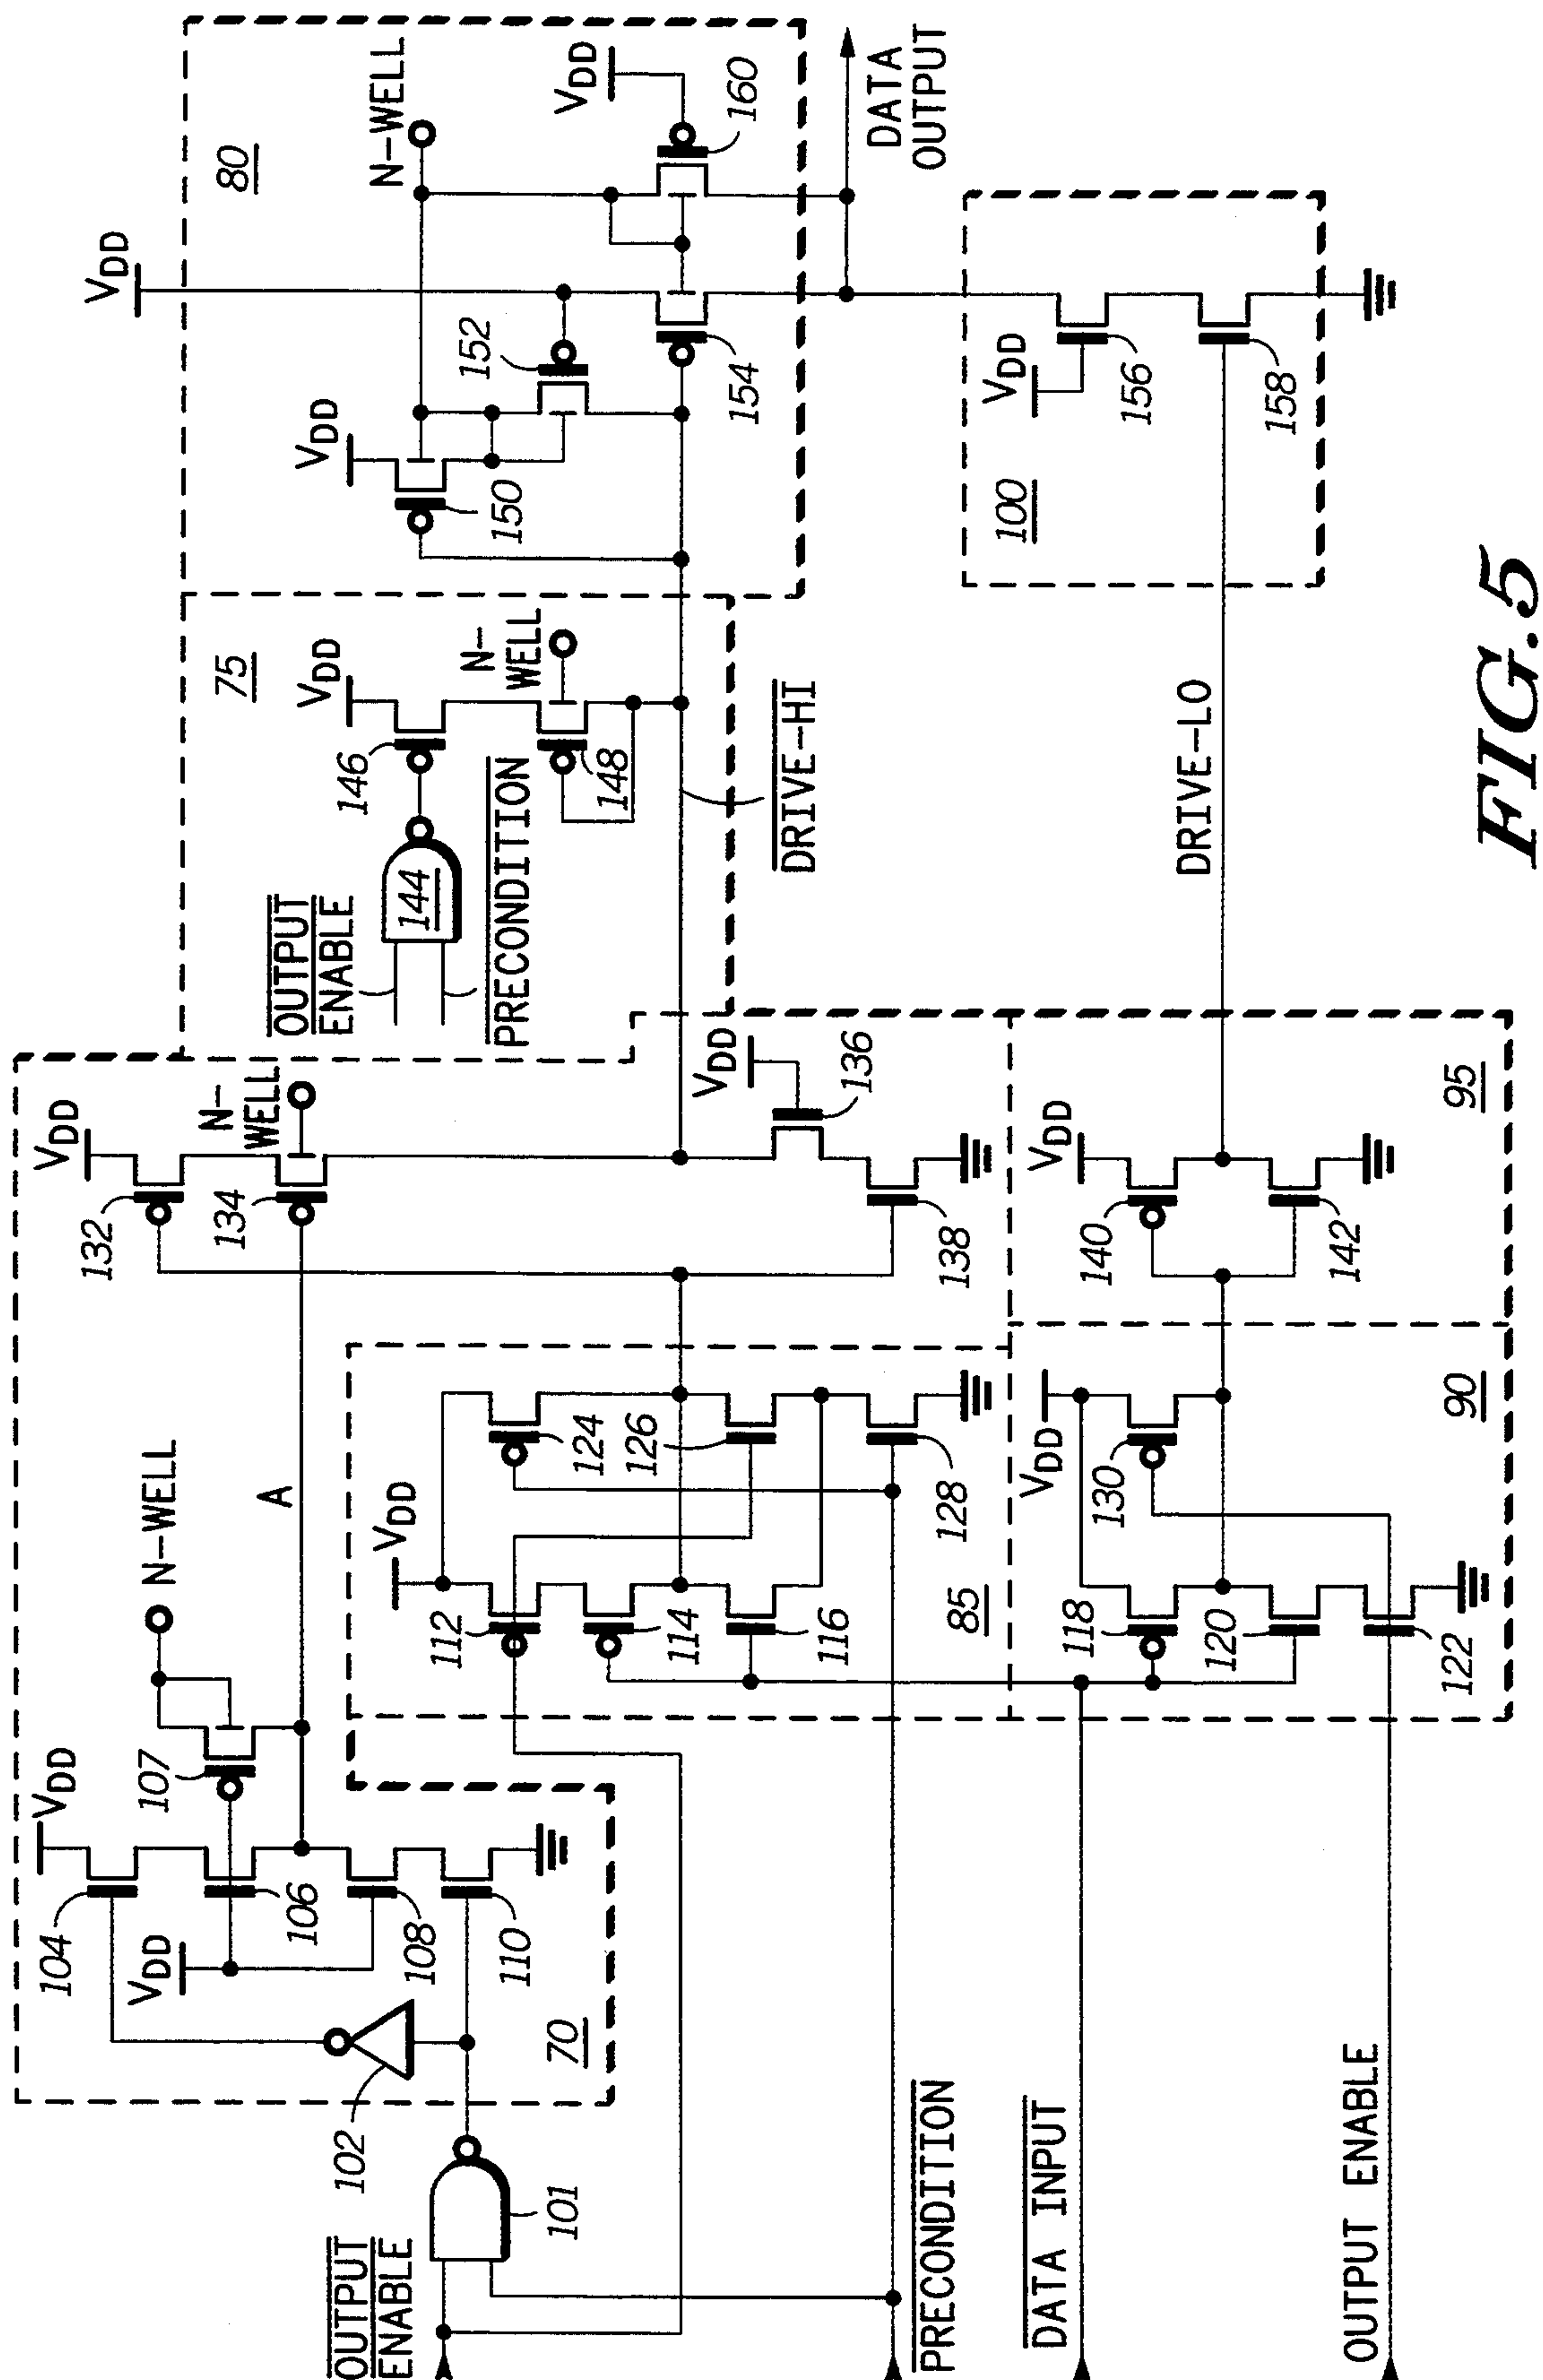 VDD
N-WELL
80
VDD
160
152
VDD
150
154
DATA
OUTPUT
VDD
156
158
100
75
VDD
N-
WELL
146
148
144
OUTPUT
ENABLE
PRECONDITION
DRIVE-HI
DRIVE-LO
VDD
N-
WELL
132
134
VDD
136
138
VDD
140
142
95
N-WELL
A
VDD
107
104
106
VDD
108
110
102
70
VDD
112
114
116
124
126
128
85
VDD
130
118
120
122
90
OUTPUT
ENABLE
101
PRECONDITION
DATA INPUT
OUTPUT ENABLE
FIG.5